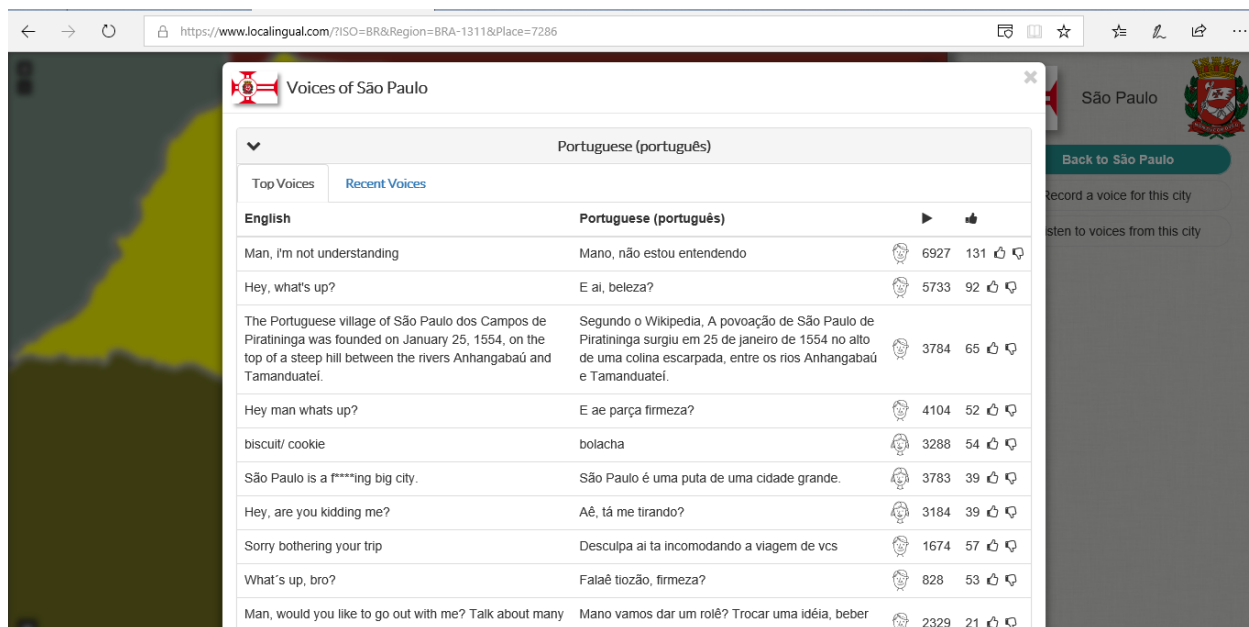 https://www.localingual.com/?ISO=BR&Region=BRA-1311&Place=7286
Voices of São Paulo
São Paulo
Back to São Paulo
Record a voice for this city
sten to voices from this city
Portuguese (português)
Top Voices Recent Voices
English Portuguese (português)
Man, i'm not understanding Mano, não estou entendendo 6927 131
Hey, what's up? E ai, beleza? 5733 92
The Portuguese village of São Paulo dos Campos de Segundo o Wikipedia, A povoação de São Paulo de
Piratininga was founded on January 25, 1554, on the Piratininga surgiu em 25 de janeiro de 1554 no alto
top of a steep hill between the rivers Anhangabaú and de uma colina escarpada, entre os rios Anhangabaú 3784 65
Tamanduateí. e Tamanduateí.
Hey man whats up? E ae parça firmeza? 4104 52
biscuit/ cookie bolacha 3288 54
São Paulo is a f****ing big city. São Paulo é uma puta de uma cidade grande. 3783 39
Hey, are you kidding me? Aê, tá me tirando? 3184 39
Sorry bothering your trip Desculpa ai ta incomodando a viagem de vcs 1674 57
What´s up, bro? Falaê tiozão, firmeza? 828 53
Man, would you like to go out with me? Talk about many Mano vamos dar um rolê? Trocar uma idéia, beber 2329 21